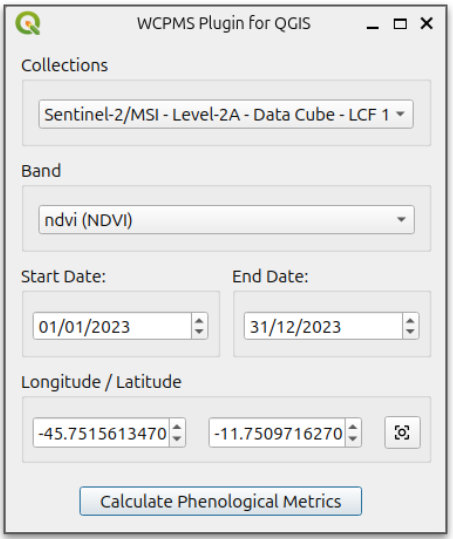 WCPMS Plugin for QGIS
Collections
Sentinel-2/MSI - Level-2A - Data Cube - LCF 1
Band
ndvi (NDVI)
Start Date: End Date:
01/01/2023 31/12/2023
Longitude / Latitude
-45.7515613470 -11.7509716270
Calculate Phenological Metrics